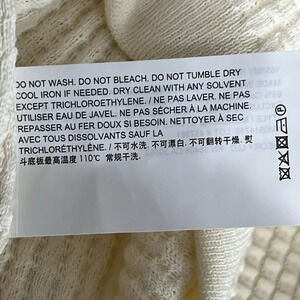 DO NOT WASH. DO NOT BLEACH. DO NOT TUMBLE DRY
COOL IRON IF NEEDED. DRY CLEAN WITH ANY SOLVENT
EXCEPT TRICHLOROETHYLENE. / NE PAS LAVER. NE PAS
UTILISER EAU DE JAVEL. NE PAS SÉCHER À LA MACHINE.
REPASSER AU FER DOUX SI BESOIN. NETTOYER À SEC
AVEC TOUS DISSOLVANTS SAUF LA
TRICHLORÉTHYLÈNE. / 不可水洗. 不可漂白. 不可翻转干燥. 熨
斗底板最高温度 110°C 常规干洗.